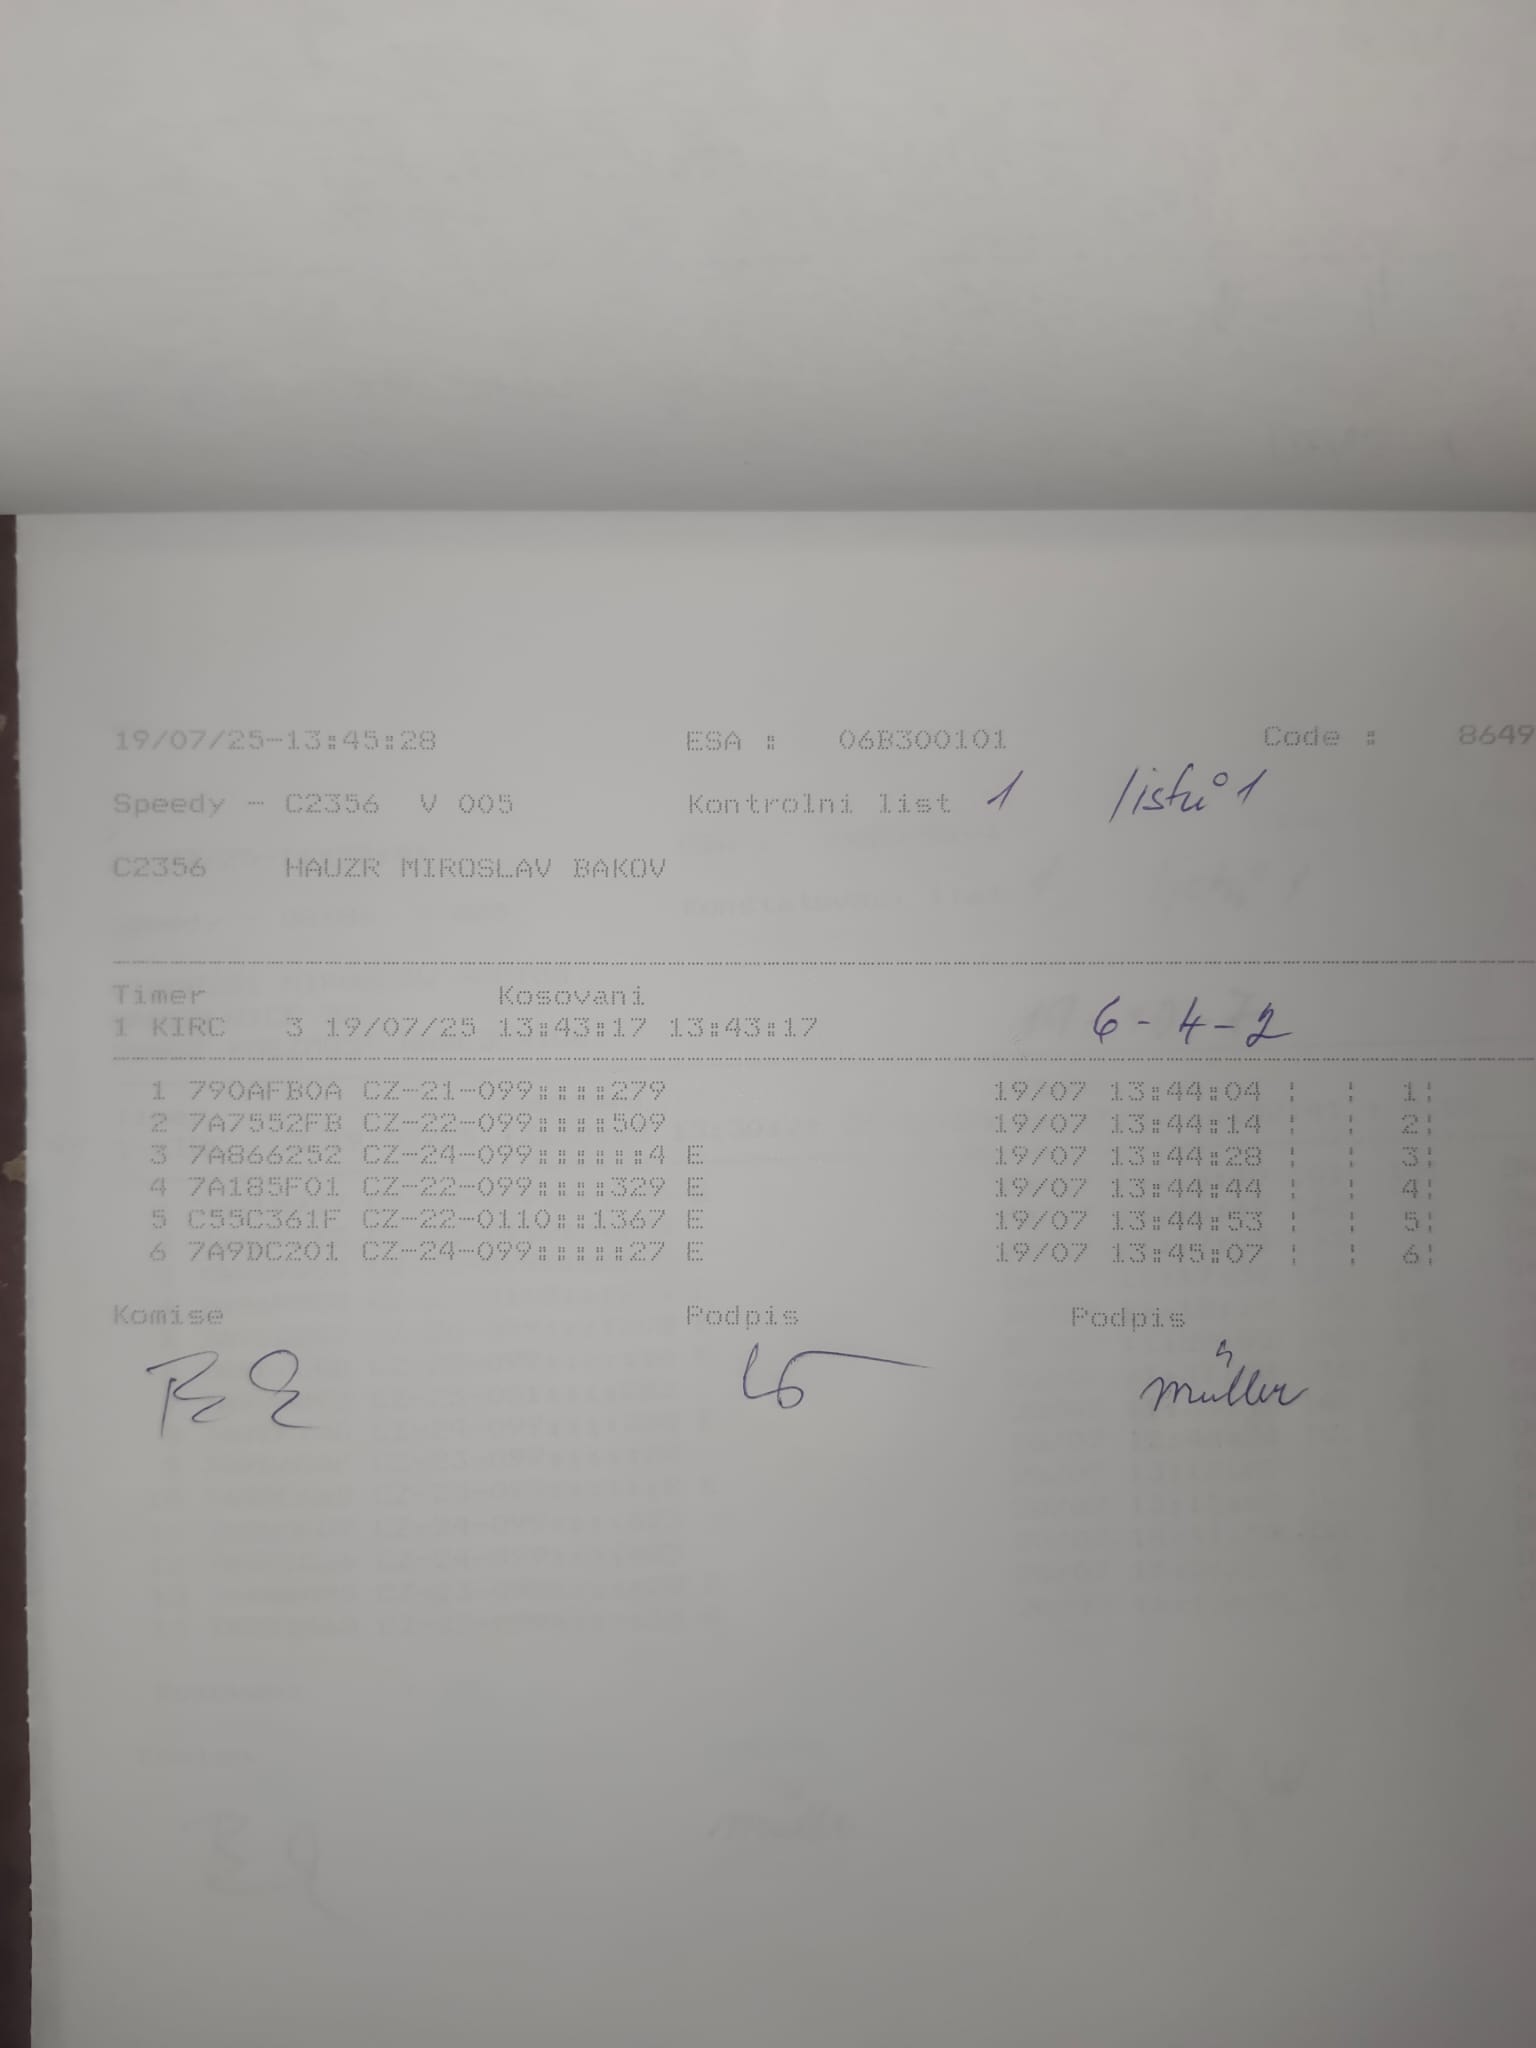 19/07/25-13:45:28 ESA : 06B300101 Code : 8649
Speedy - C2356 V 005 Kontrolni list 1 listů 1
C2356 HAUZR MIROSLAV BAKOV
Timer Kosovani
1 KIRC 3 19/07/25 13:43:17 13:43:17 6-4-2
1 790AFB0A CZ-21-099::::279 19/07 13:44:04 ¦ ¦ 1¦
2 7A7552FB CZ-22-099::::509 19/07 13:44:14 ¦ ¦ 2¦
3 7A866252 CZ-24-099::::::4 E 19/07 13:44:28 ¦ ¦ 3¦
4 7A185F01 CZ-22-099::::329 E 19/07 13:44:44 ¦ ¦ 4¦
5 C55C361F CZ-22-0110::1367 E 19/07 13:44:53 ¦ ¦ 5¦
6 7A9DC201 CZ-24-099:::::27 E 19/07 13:45:07 ¦ ¦ 6¦
Komise Podpis Podpis
Müller